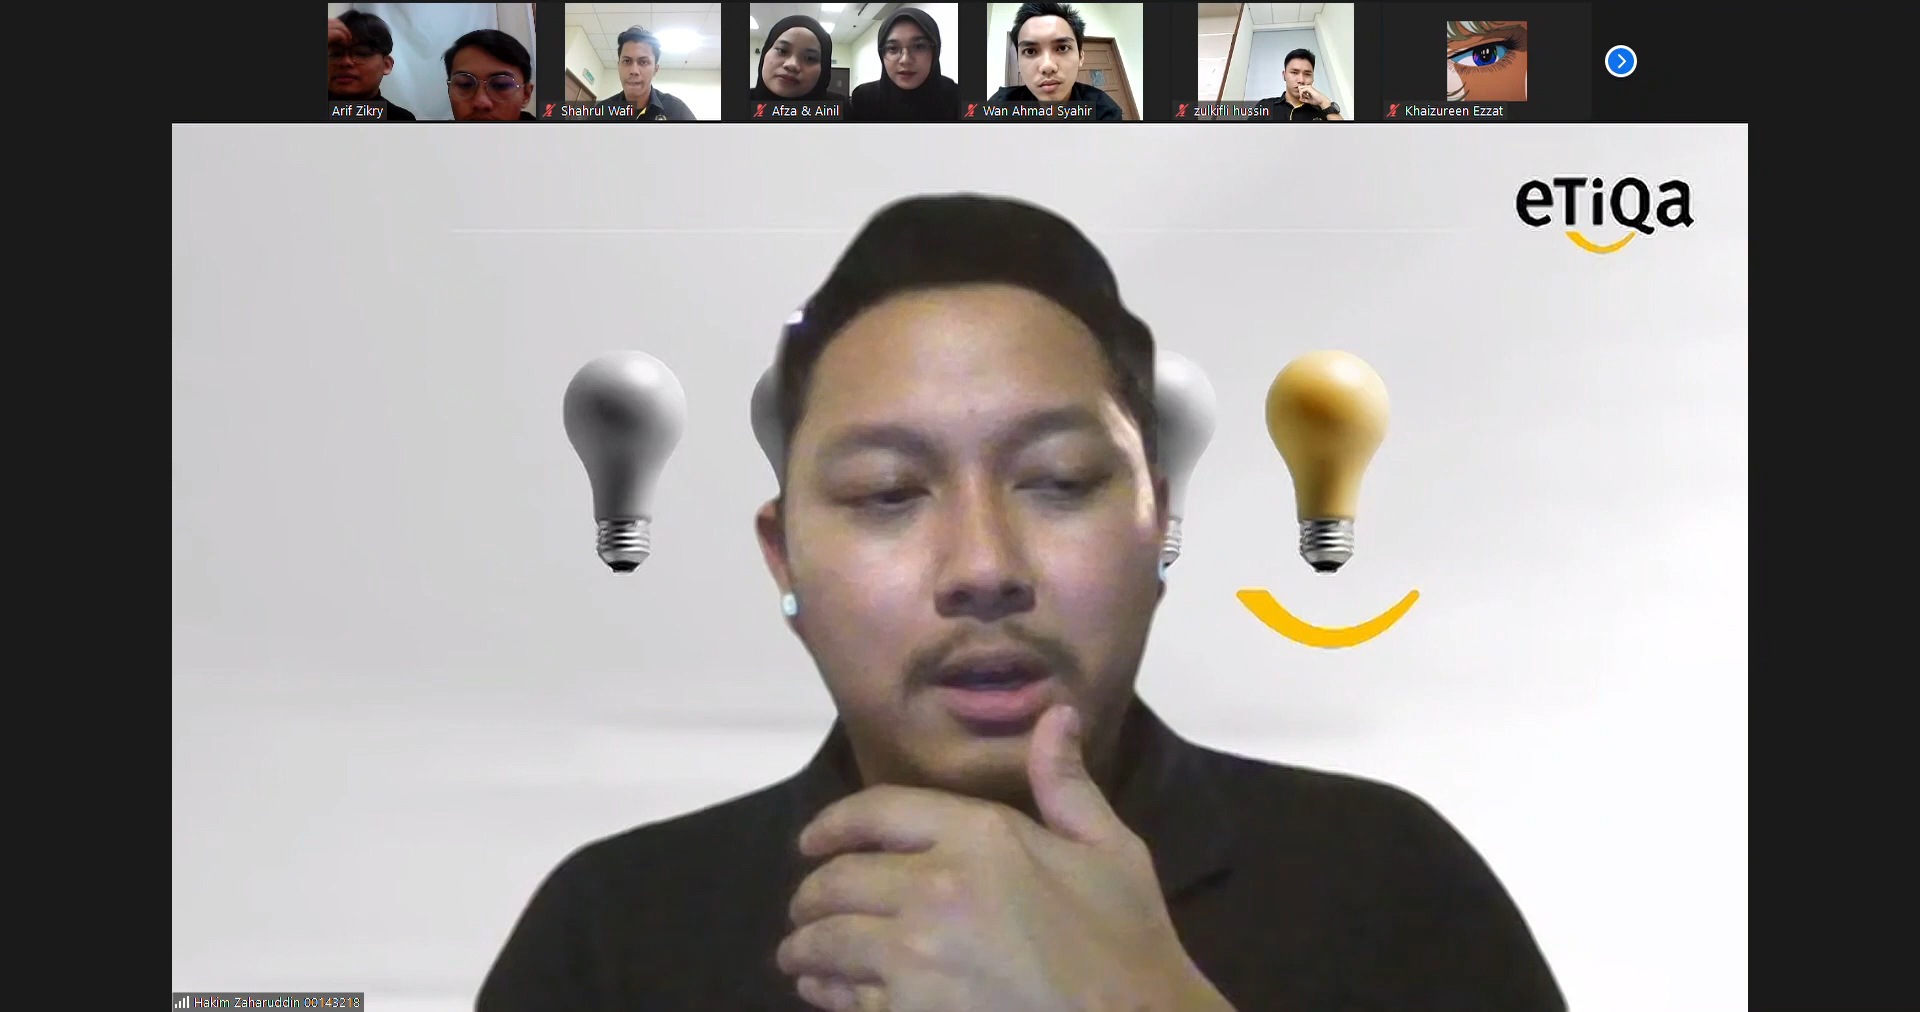 Arif Zikry
Shahrul Wafi
Afza & Ainil
Wan Ahmad Syahir
zulkifli hussin
Khaizureen Ezzat
eTiQa
Hakim Zaharuddin 00143218